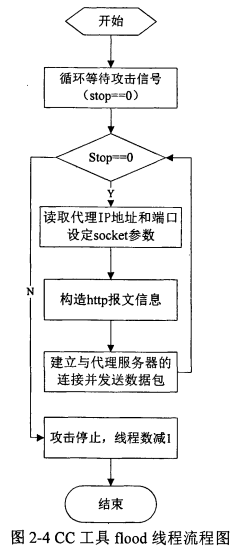 开始
循环等待攻击信号
（stop==0）
Stop==0
Y
读取代理IP地址和端口
设定socket参数
N
构造http报文信息
建立与代理服务器的
连接并发送数据包
攻击停止，线程数减1
结束
图 2-4 CC 工具 flood 线程流程图